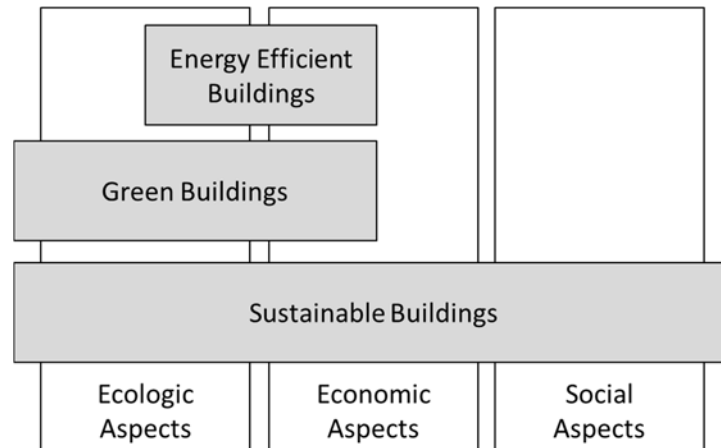 Energy Efficient
Buildings
Green Buildings
Sustainable Buildings
Ecologic
Aspects
Economic
Aspects
Social
Aspects